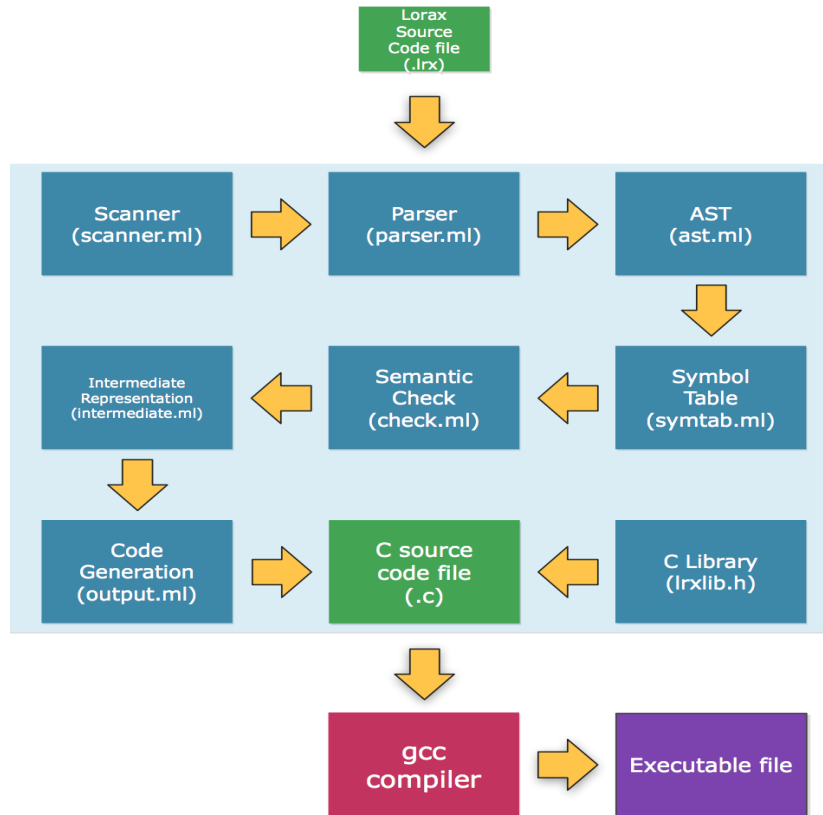 Lorax
Source
Code file
(.lrx)
Scanner
(scanner.ml)
Parser
(parser.ml)
AST
(ast.ml)
Intermediate
Representation
(intermediate.ml)
Semantic
Check
(check.ml)
Symbol
Table
(symtab.ml)
Code
Generation
(output.ml)
C source
code file
(.c)
C Library
(lrxlib.h)
gcc
compiler
Executable file